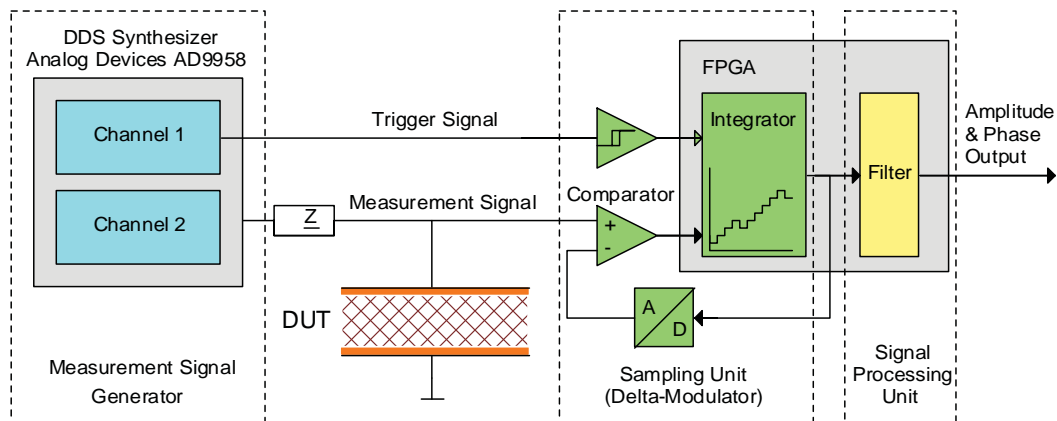 DDS Synthesizer
Analog Devices AD9958
Channel 1
Channel 2
Measurement Signal
Generator
Trigger Signal
Z
Measurement Signal
DUT
Comparator
+
-
FPGA
Integrator
A
D
Sampling Unit
(Delta-Modulator)
Filter
Signal
Processing
Unit
Amplitude
& Phase
Output